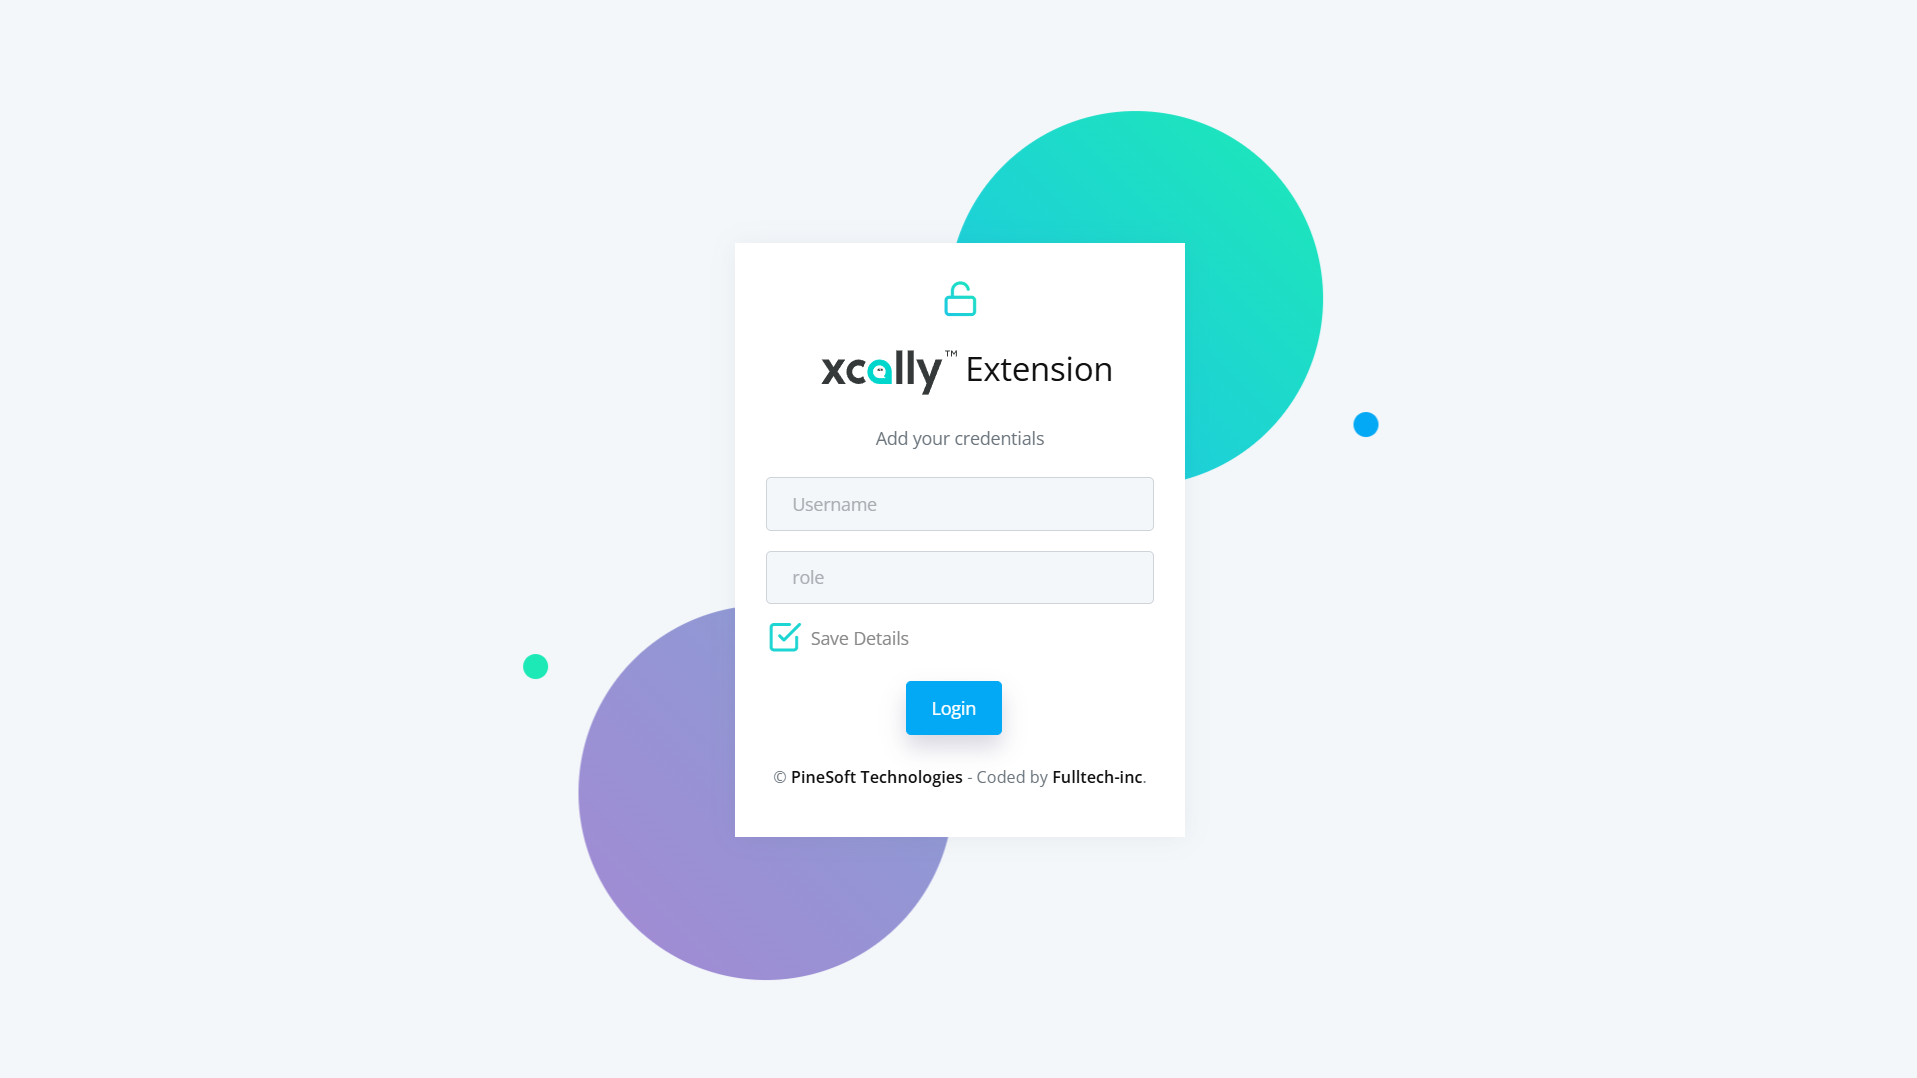 xcally™ Extension
Add your credentials
Username
role
Save Details
Login
© PineSoft Technologies - Coded by Fulltech-inc.